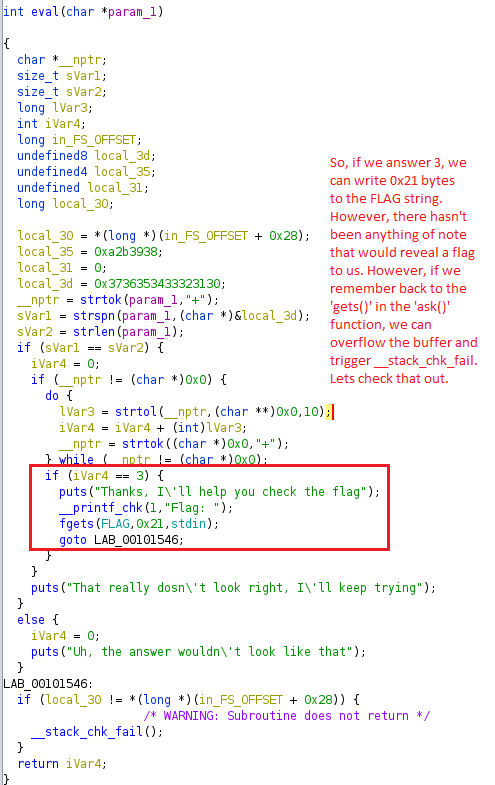 int eval(char *param_1)
{
char *__nptr;
size_t sVar1;
size_t sVar2;
long lVar3;
int iVar4;
long in_FS_OFFSET;
undefined8 local_3d;
undefined4 local_35;
undefined local_31;
long local_30;
local_30 = *(long *)(in_FS_OFFSET + 0x28);
local_35 = 0xa2b3938;
local_31 = 0;
local_3d = 0x3736353433323130;
__nptr = strtok(param_1,"+");
sVar1 = strspn(param_1,(char *)&local_3d);
sVar2 = strlen(param_1);
if (sVar1 == sVar2) {
iVar4 = 0;
if (__nptr != (char *)0x0) {
do {
lVar3 = strtol(__nptr,(char **)0x0,10);
iVar4 = iVar4 + (int)lVar3;
__nptr = strtok((char *)0x0,"+");
} while (__nptr != (char *)0x0);
if (iVar4 == 3) {
puts("Thanks, I\'ll help you check the flag");
__printf_chk(1,"Flag: ");
fgets(FLAG,0x21,stdin);
goto LAB_00101546;
}
}
puts("That really dosn\'t look right, I\'ll keep trying");
}
else {
iVar4 = 0;
puts("Uh, the answer wouldn\'t look like that");
}
LAB_00101546:
if (local_30 != *(long *)(in_FS_OFFSET + 0x28)) {
/* WARNING: Subroutine does not return */
__stack_chk_fail();
}
return iVar4;
}
So, if we answer 3, we
can write 0x21 bytes
to the FLAG string.
However, there hasn't
been anything of note
that would reveal a flag
to us. However, if we
remember back to the
'gets()' in the 'ask()'
function, we can
overflow the buffer and
trigger __stack_chk_fail.
Lets check that out.